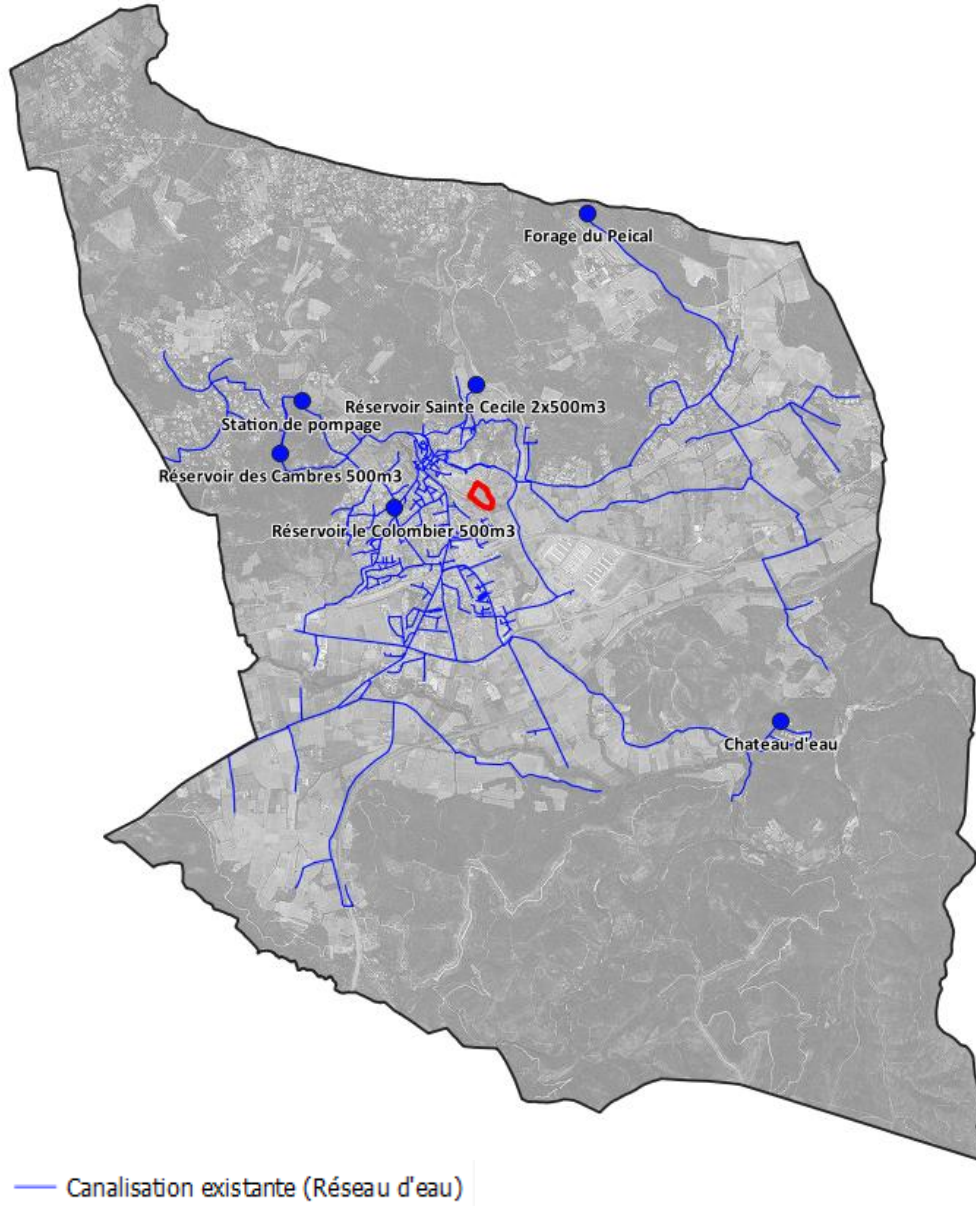 Forage du Peical
Réservoir Sainte Cecile 2x500m3
Station de pompage
Réservoir des Cambres 500m3
Réservoir le Colombier 500m3
Chateau d'eau
Canalisation existante (Réseau d'eau)